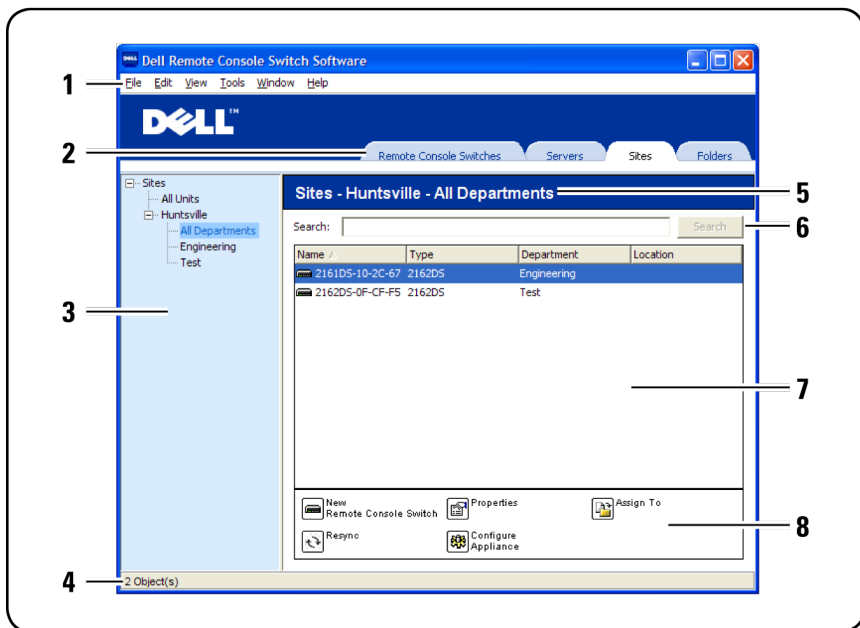 Dell Remote Console Switch Software
1
File Edit View Tools Window Help
DELL™
2
Remote Console Switches Servers Sites Folders
Sites
All Units
Huntsville
All Departments
Engineering
Test
3
Sites - Huntsville - All Departments
5
Search: Search
6
Name Type Department Location
2161DS-10-2C-67 2162DS Engineering
2162DS-0F-CF-F5 2162DS Test
7
New
Remote Console Switch
Properties
Assign To
Resync
Configure
Appliance
8
4
2 Object(s)